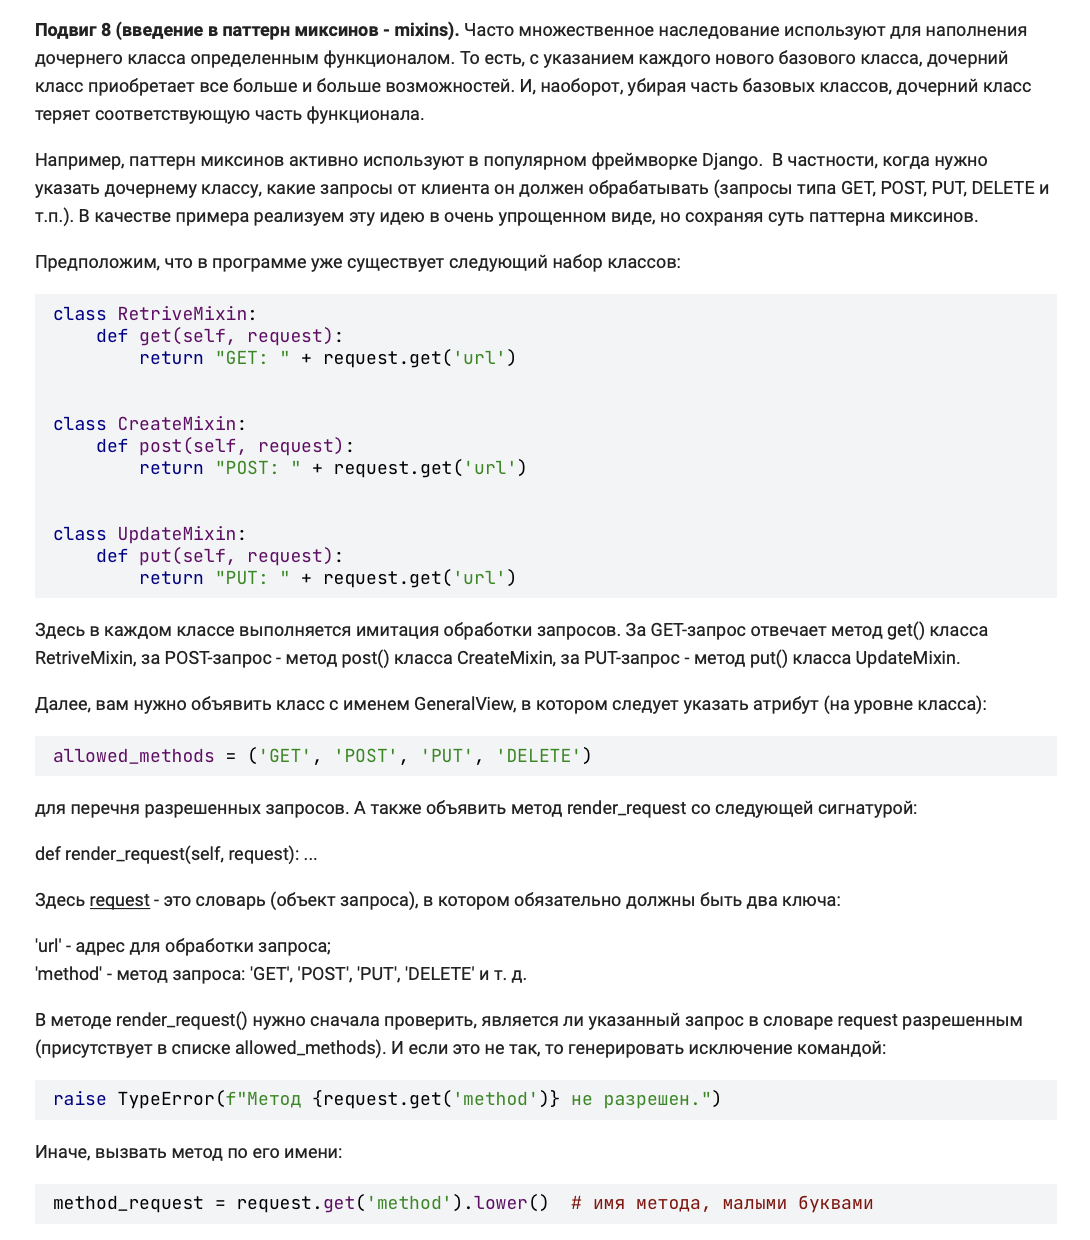 Подвиг 8 (введение в паттерн миксинов - mixins). Часто множественное наследование используют для наполнения
дочернего класса определенным функционалом. То есть, с указанием каждого нового базового класса, дочерний
класс приобретает все больше и больше возможностей. И, наоборот, убирая часть базовых классов, дочерний класс
теряет соответствующую часть функционала.
Например, паттерн миксинов активно используют в популярном фреймворке Django.  В частности, когда нужно
указать дочернему классу, какие запросы от клиента он должен обрабатывать (запросы типа GET, POST, PUT, DELETE и
т.п.). В качестве примера реализуем эту идею в очень упрощенном виде, но сохраняя суть паттерна миксинов.
Предположим, что в программе уже существует следующий набор классов:
class RetriveMixin:
    def get(self, request):
        return "GET: " + request.get('url')
class CreateMixin:
    def post(self, request):
        return "POST: " + request.get('url')
class UpdateMixin:
    def put(self, request):
        return "PUT: " + request.get('url')
Здесь в каждом классе выполняется имитация обработки запросов. За GET-запрос отвечает метод get() класса
RetriveMixin, за POST-запрос - метод post() класса CreateMixin, за PUT-запрос - метод put() класса UpdateMixin.
Далее, вам нужно объявить класс с именем GeneralView, в котором следует указать атрибут (на уровне класса):
allowed_methods = ('GET', 'POST', 'PUT', 'DELETE')
для перечня разрешенных запросов. А также объявить метод render_request со следующей сигнатурой:
def render_request(self, request): ...
Здесь request - это словарь (объект запроса), в котором обязательно должны быть два ключа:
'url' - адрес для обработки запроса;
'method' - метод запроса: 'GET', 'POST', 'PUT', 'DELETE' и т. д.
В методе render_request() нужно сначала проверить, является ли указанный запрос в словаре request разрешенным
(присутствует в списке allowed_methods). И если это не так, то генерировать исключение командой:
raise TypeError(f"Метод {request.get('method')} не разрешен.")
Иначе, вызвать метод по его имени:
method_request = request.get('method').lower()  # имя метода, малыми буквами